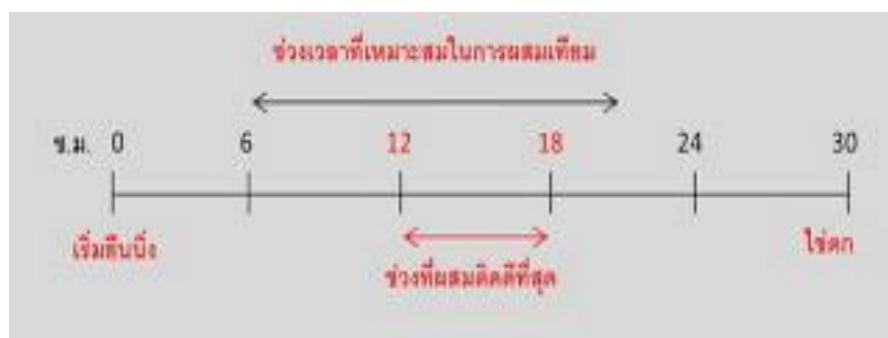 ช่วงเวลาที่เหมาะสมในการผสมเทียม
ช.ม. 0 6 12 18 24 30
เริ่มยืนนิ่ง
ไข่ตก
ช่วงที่ผสมติดดีที่สุด